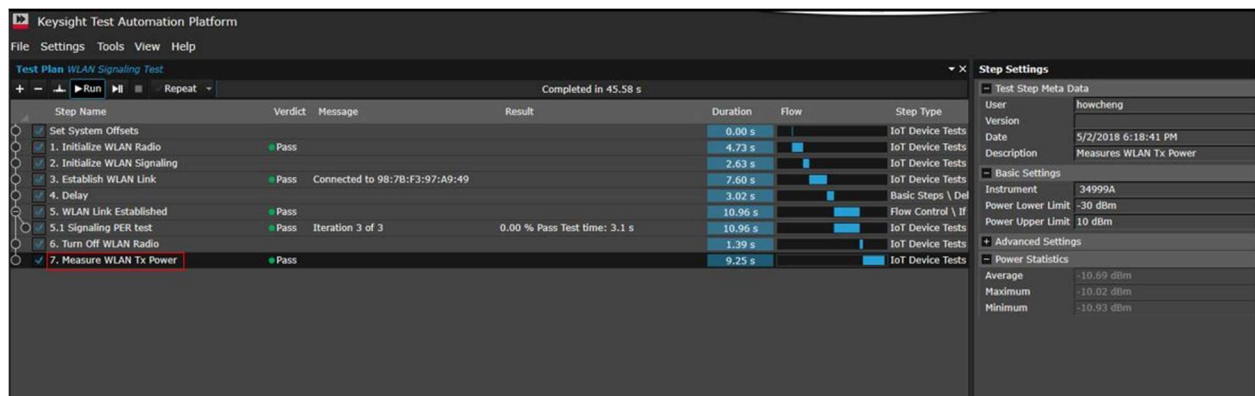 Keysight Test Automation Platform
File Settings Tools View Help
Test Plan WLAN Signaling Test
Run Repeat Completed in 45.58 s
Step Name Verdict Message Result Duration Flow Step Type
Set System Offsets 0.00 s IoT Device Tests
1. Initialize WLAN Radio Pass 4.73 s IoT Device Tests
2. Initialize WLAN Signaling 2.63 s IoT Device Tests
3. Establish WLAN Link Pass Connected to 98:7B:F3:97:A9:49 7.60 s IoT Device Tests
4. Delay 3.02 s Basic Steps \ Del
5. WLAN Link Established Pass 10.96 s Flow Control \ If
5.1 Signaling PER test Pass Iteration 3 of 3 0.00 % Pass Test time: 3.1 s 10.96 s IoT Device Tests
6. Turn Off WLAN Radio 1.39 s IoT Device Tests
7. Measure WLAN Tx Power Pass 9.25 s IoT Device Tests
Step Settings
Test Step Meta Data
User howcheng
Version
Date 5/2/2018 6:18:41 PM
Description Measures WLAN Tx Power
Basic Settings
Instrument 34999A
Power Lower Limit -30 dBm
Power Upper Limit 10 dBm
Advanced Settings
Power Statistics
Average -10.69 dBm
Maximum -10.02 dBm
Minimum -10.93 dBm